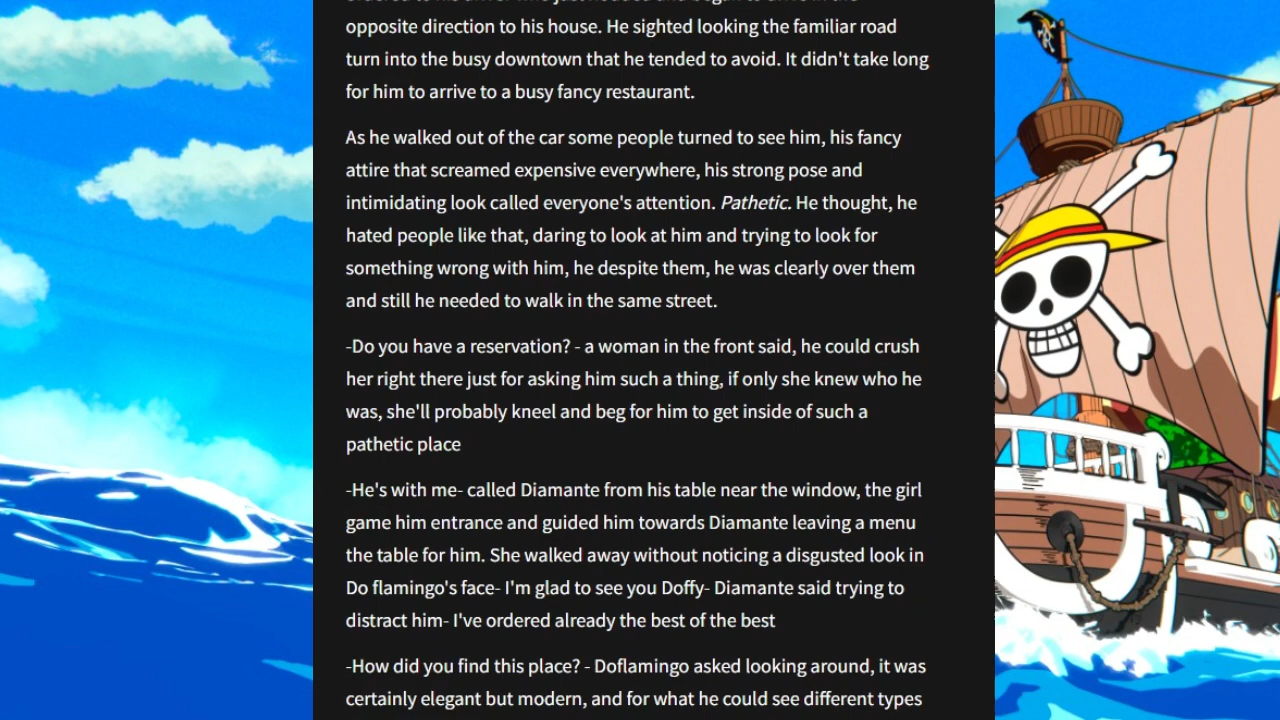 opposite direction to his house. He sighted looking the familiar road
turn into the busy downtown that he tended to avoid. It didn't take long
for him to arrive to a busy fancy restaurant.
As he walked out of the car some people turned to see him, his fancy
attire that screamed expensive everywhere, his strong pose and
intimidating look called everyone's attention. Pathetic. He thought, he
hated people like that, daring to look at him and trying to look for
something wrong with him, he despite them, he was clearly over them
and still he needed to walk in the same street.
-Do you have a reservation? - a woman in the front said, he could crush
her right there just for asking him such a thing, if only she knew who he
was, she'll probably kneel and beg for him to get inside of such a
pathetic place
-He's with me- called Diamante from his table near the window, the girl
game him entrance and guided him towards Diamante leaving a menu
the table for him. She walked away without noticing a disgusted look in
Do flamingo's face- I'm glad to see you Doffy- Diamante said trying to
distract him- I've ordered already the best of the best
-How did you find this place? - Doflamingo asked looking around, it was
certainly elegant but modern, and for what he could see different types